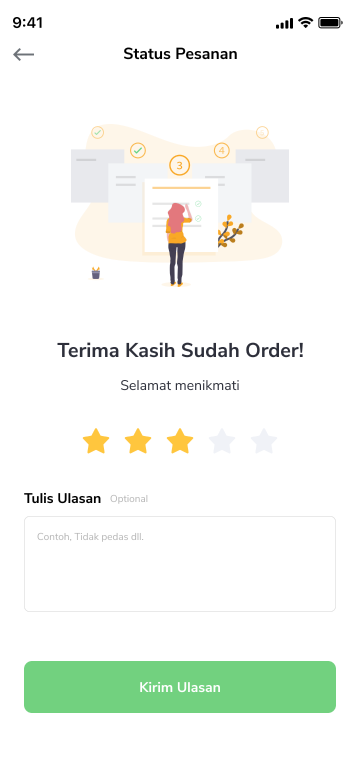 9:41
Status Pesanan
3
4
Terima Kasih Sudah Order!
Selamat menikmati
Tulis Ulasan Optional
Contoh, Tidak pedas dll.
Kirim Ulasan